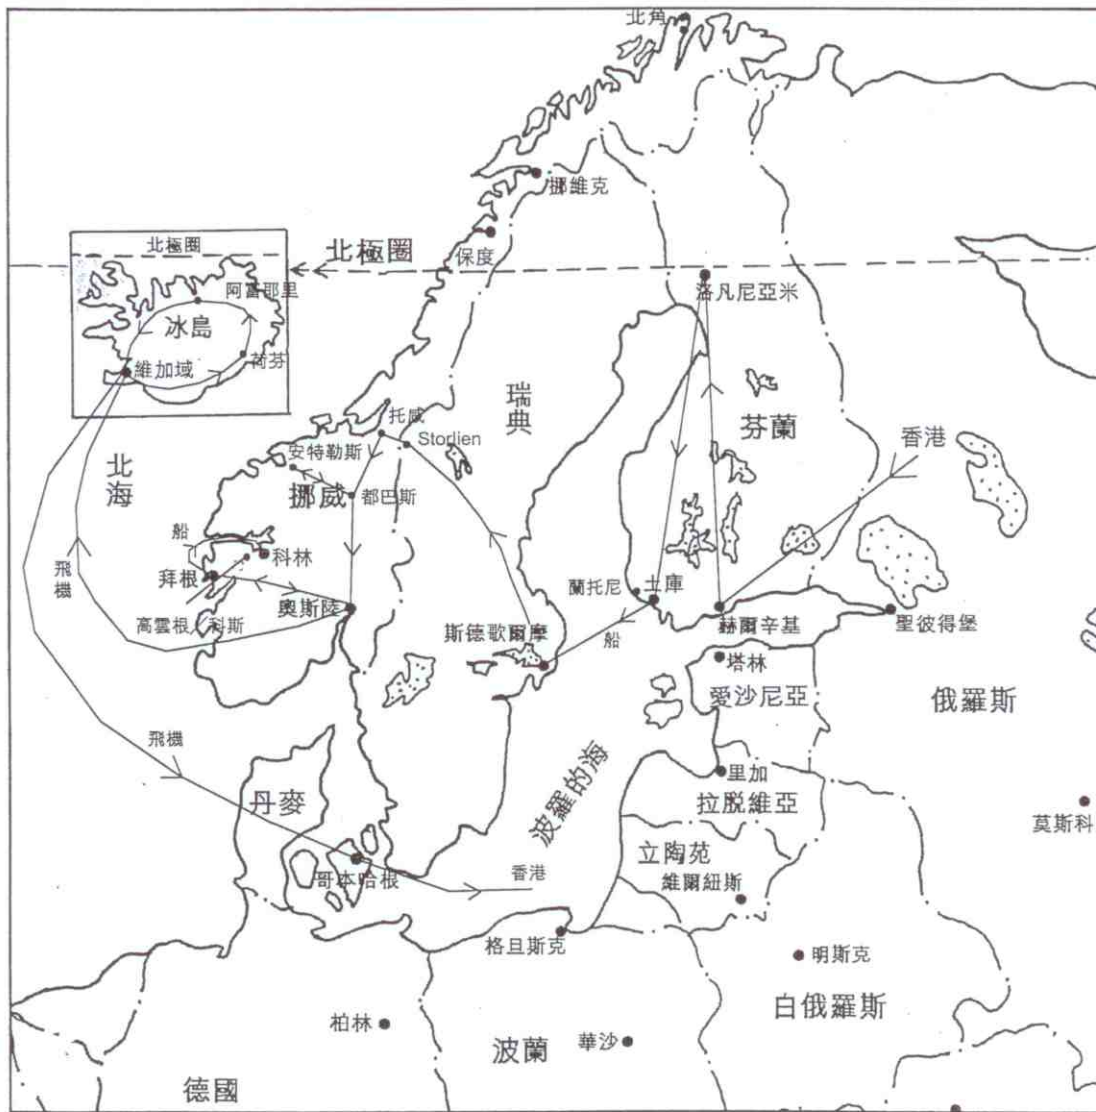 北角
挪維克
保度
北極圈
北極圈
阿富耶里
冰島
維加域
荷芬
洛凡尼亞米
瑞典
芬蘭
香港
托威
Storlien
安特勒斯
挪威
都巴斯
北海
船
科林
拜根
飛機
高雲根／科斯
奧斯陸
蘭托尼
土庫
船
赫爾辛基
聖彼得堡
斯德歌爾摩
塔林
愛沙尼亞
俄羅斯
飛機
波羅的海
里加
拉脱維亞
丹麥
莫斯科
立陶苑
維爾紐斯
哥本哈根
香港
格旦斯克
明斯克
白俄羅斯
柏林
波蘭
華沙
德國